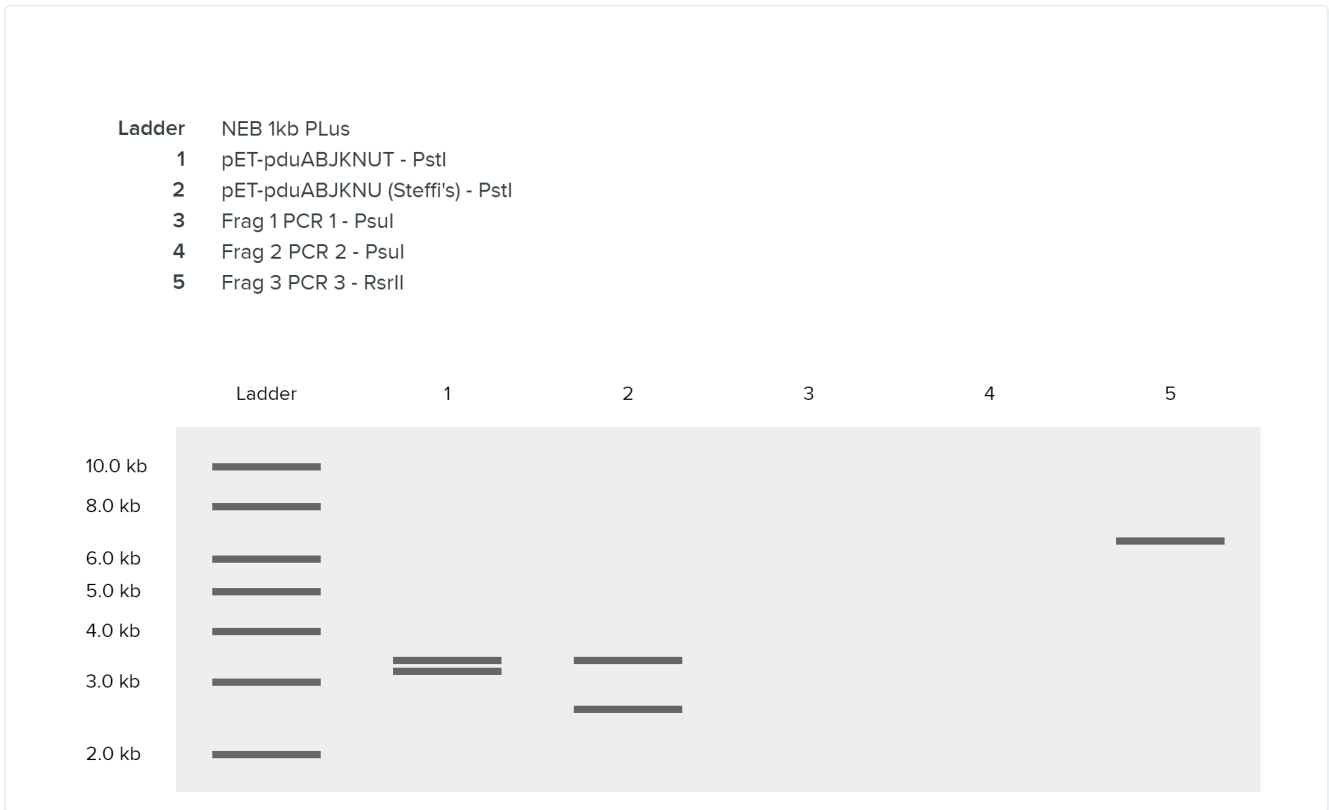 Ladder NEB 1kb PLus
1 pET-pduABJKNUT - PstI
2 pET-pduABJKNU (Steffi's) - PstI
3 Frag 1 PCR 1 - PsuI
4 Frag 2 PCR 2 - PsuI
5 Frag 3 PCR 3 - RsrII
Ladder 1 2 3 4 5
10.0 kb
8.0 kb
6.0 kb
5.0 kb
4.0 kb
3.0 kb
2.0 kb